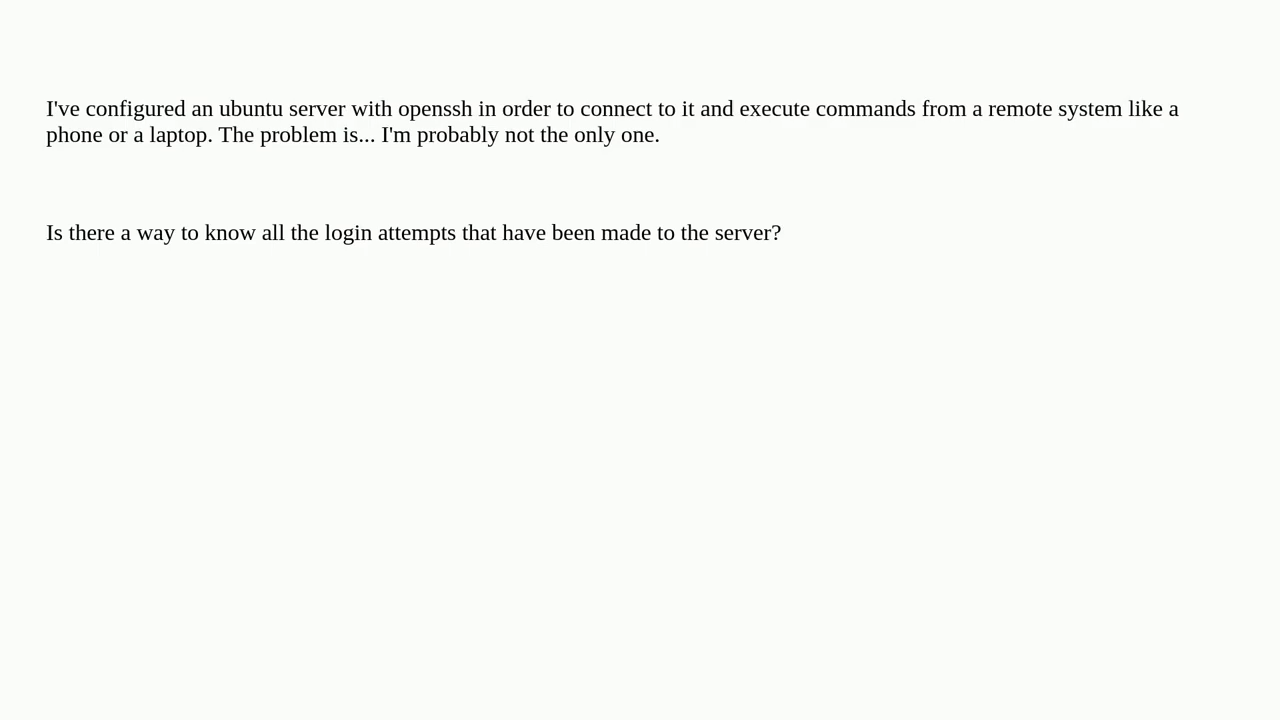 I've configured an ubuntu server with openssh in order to connect to it and execute commands from a remote system like a
phone or a laptop. The problem is... I'm probably not the only one.
Is there a way to know all the login attempts that have been made to the server?